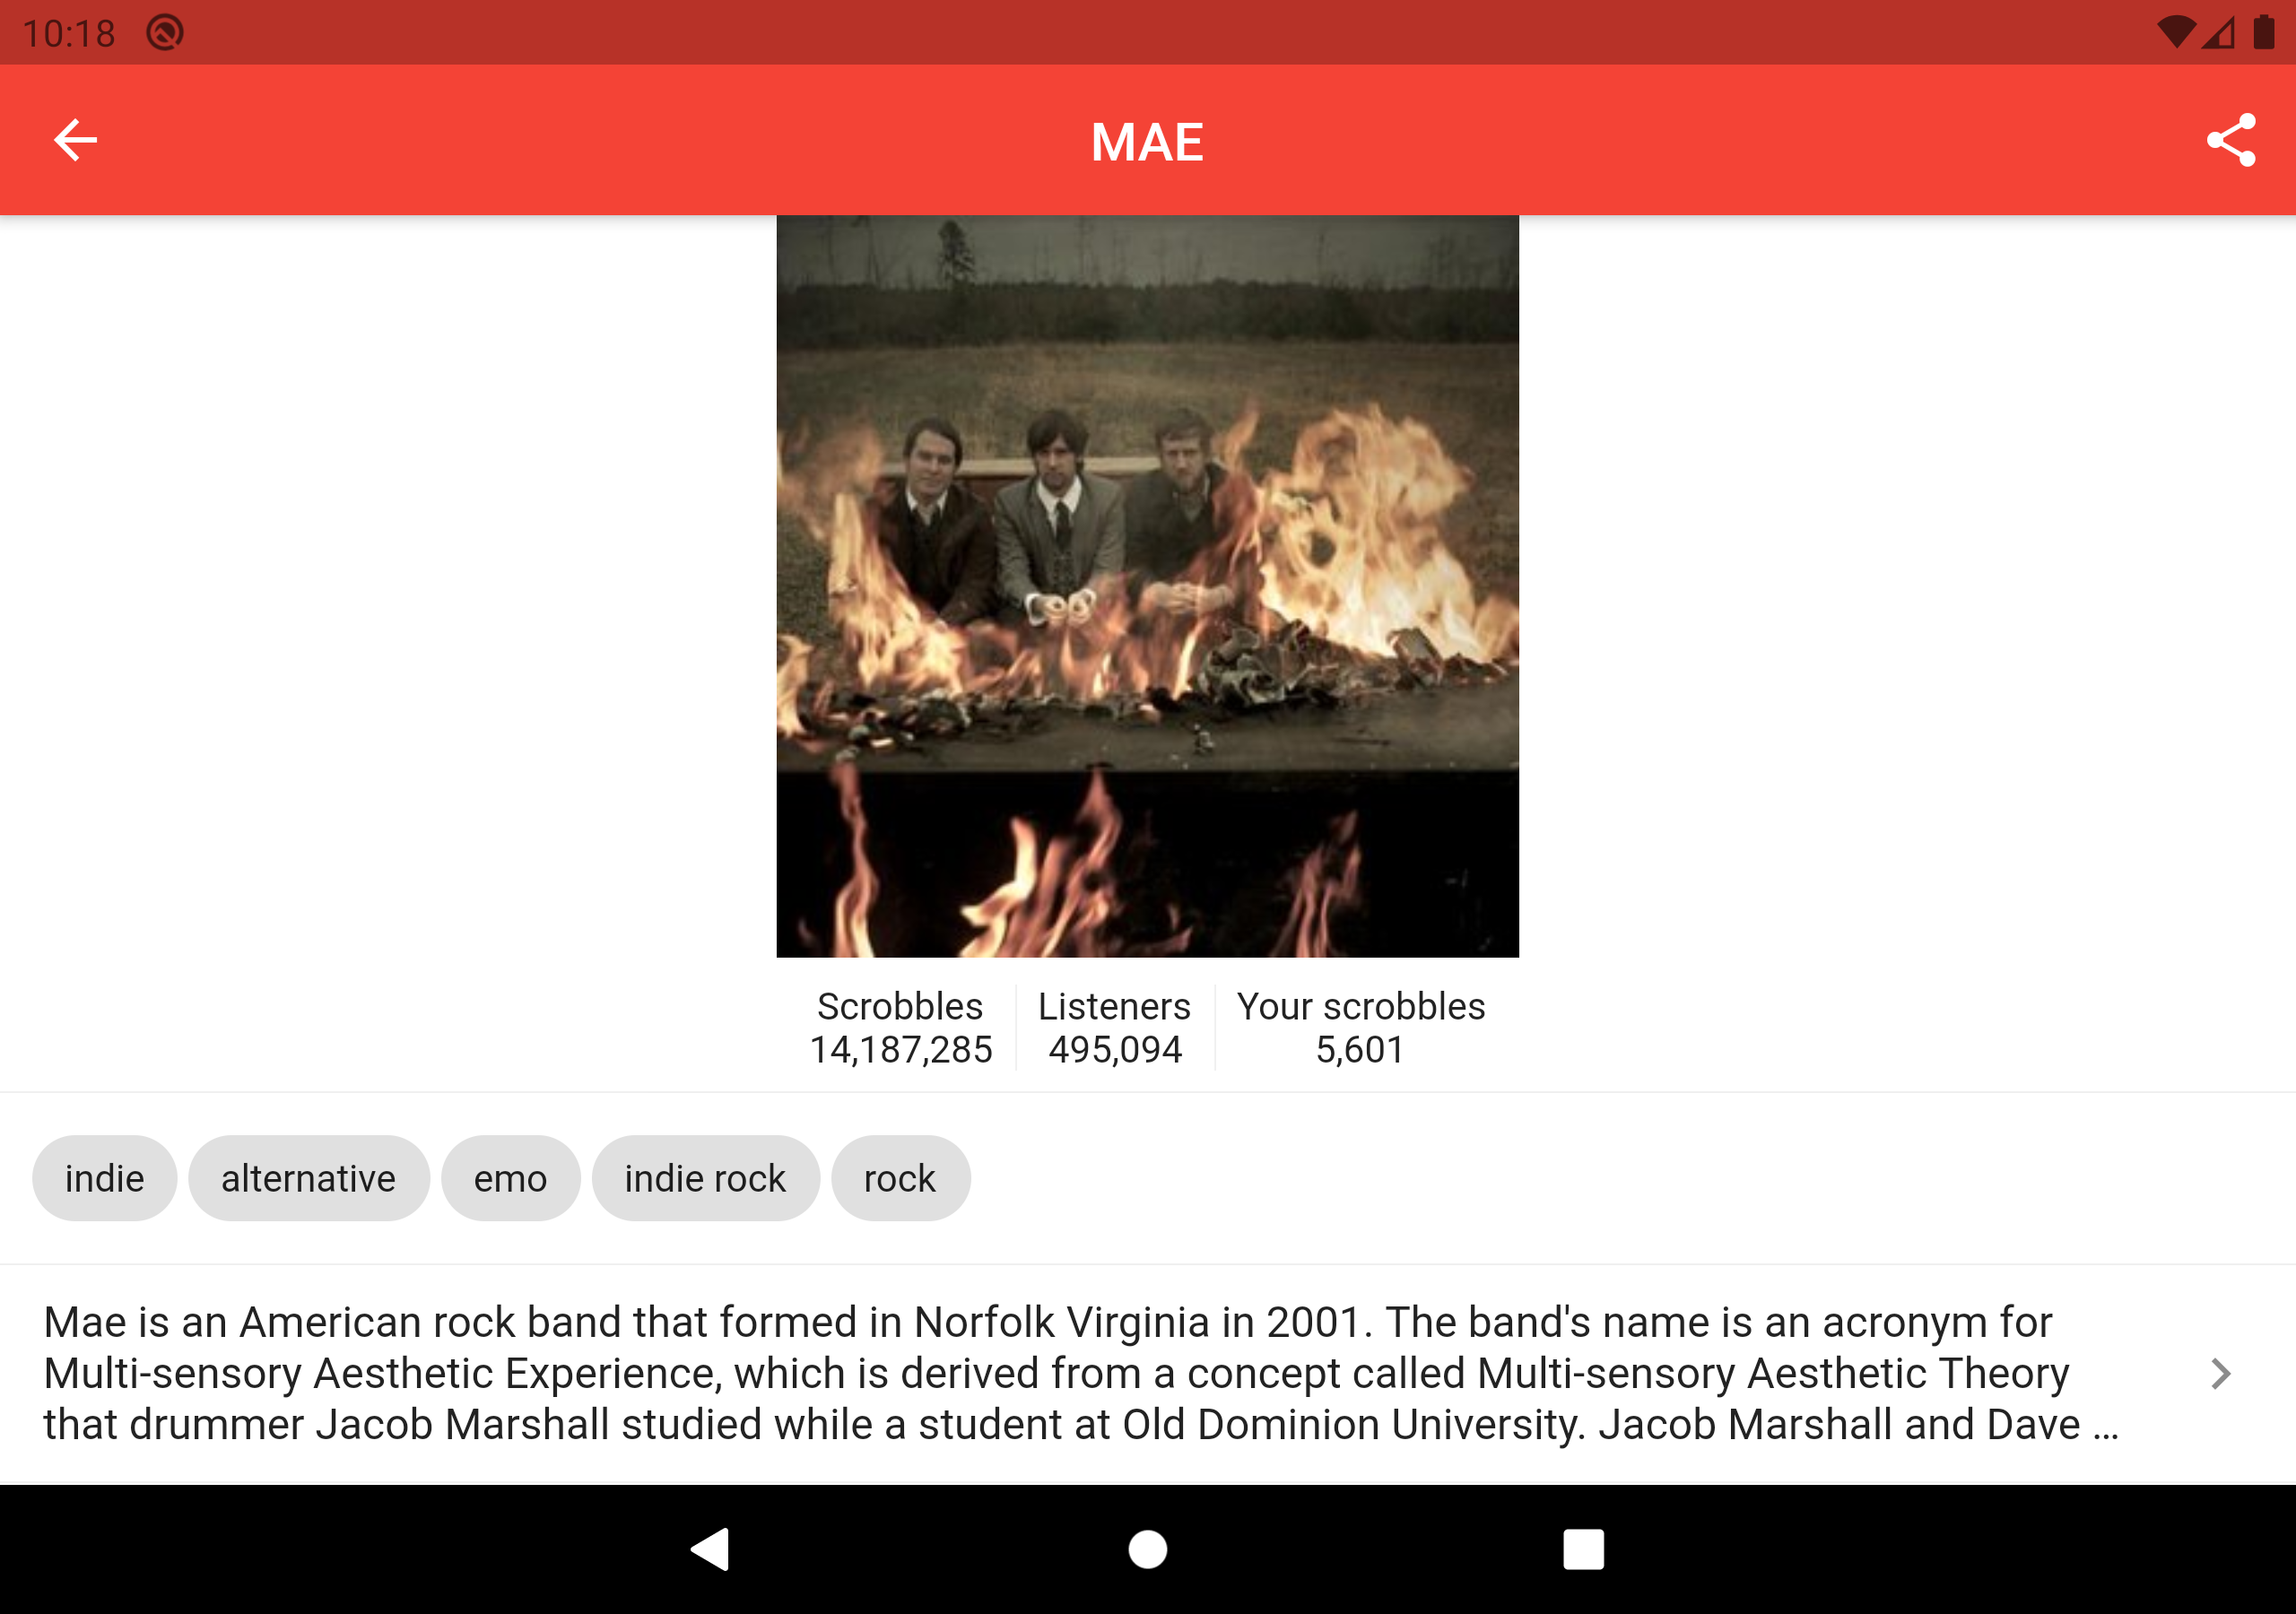 10:18
MAE
Scrobbles
14,187,285
Listeners
495,094
Your scrobbles
5,601
indie
alternative
emo
indie rock
rock
Mae is an American rock band that formed in Norfolk Virginia in 2001. The band's name is an acronym for
Multi-sensory Aesthetic Experience, which is derived from a concept called Multi-sensory Aesthetic Theory
that drummer Jacob Marshall studied while a student at Old Dominion University. Jacob Marshall and Dave …